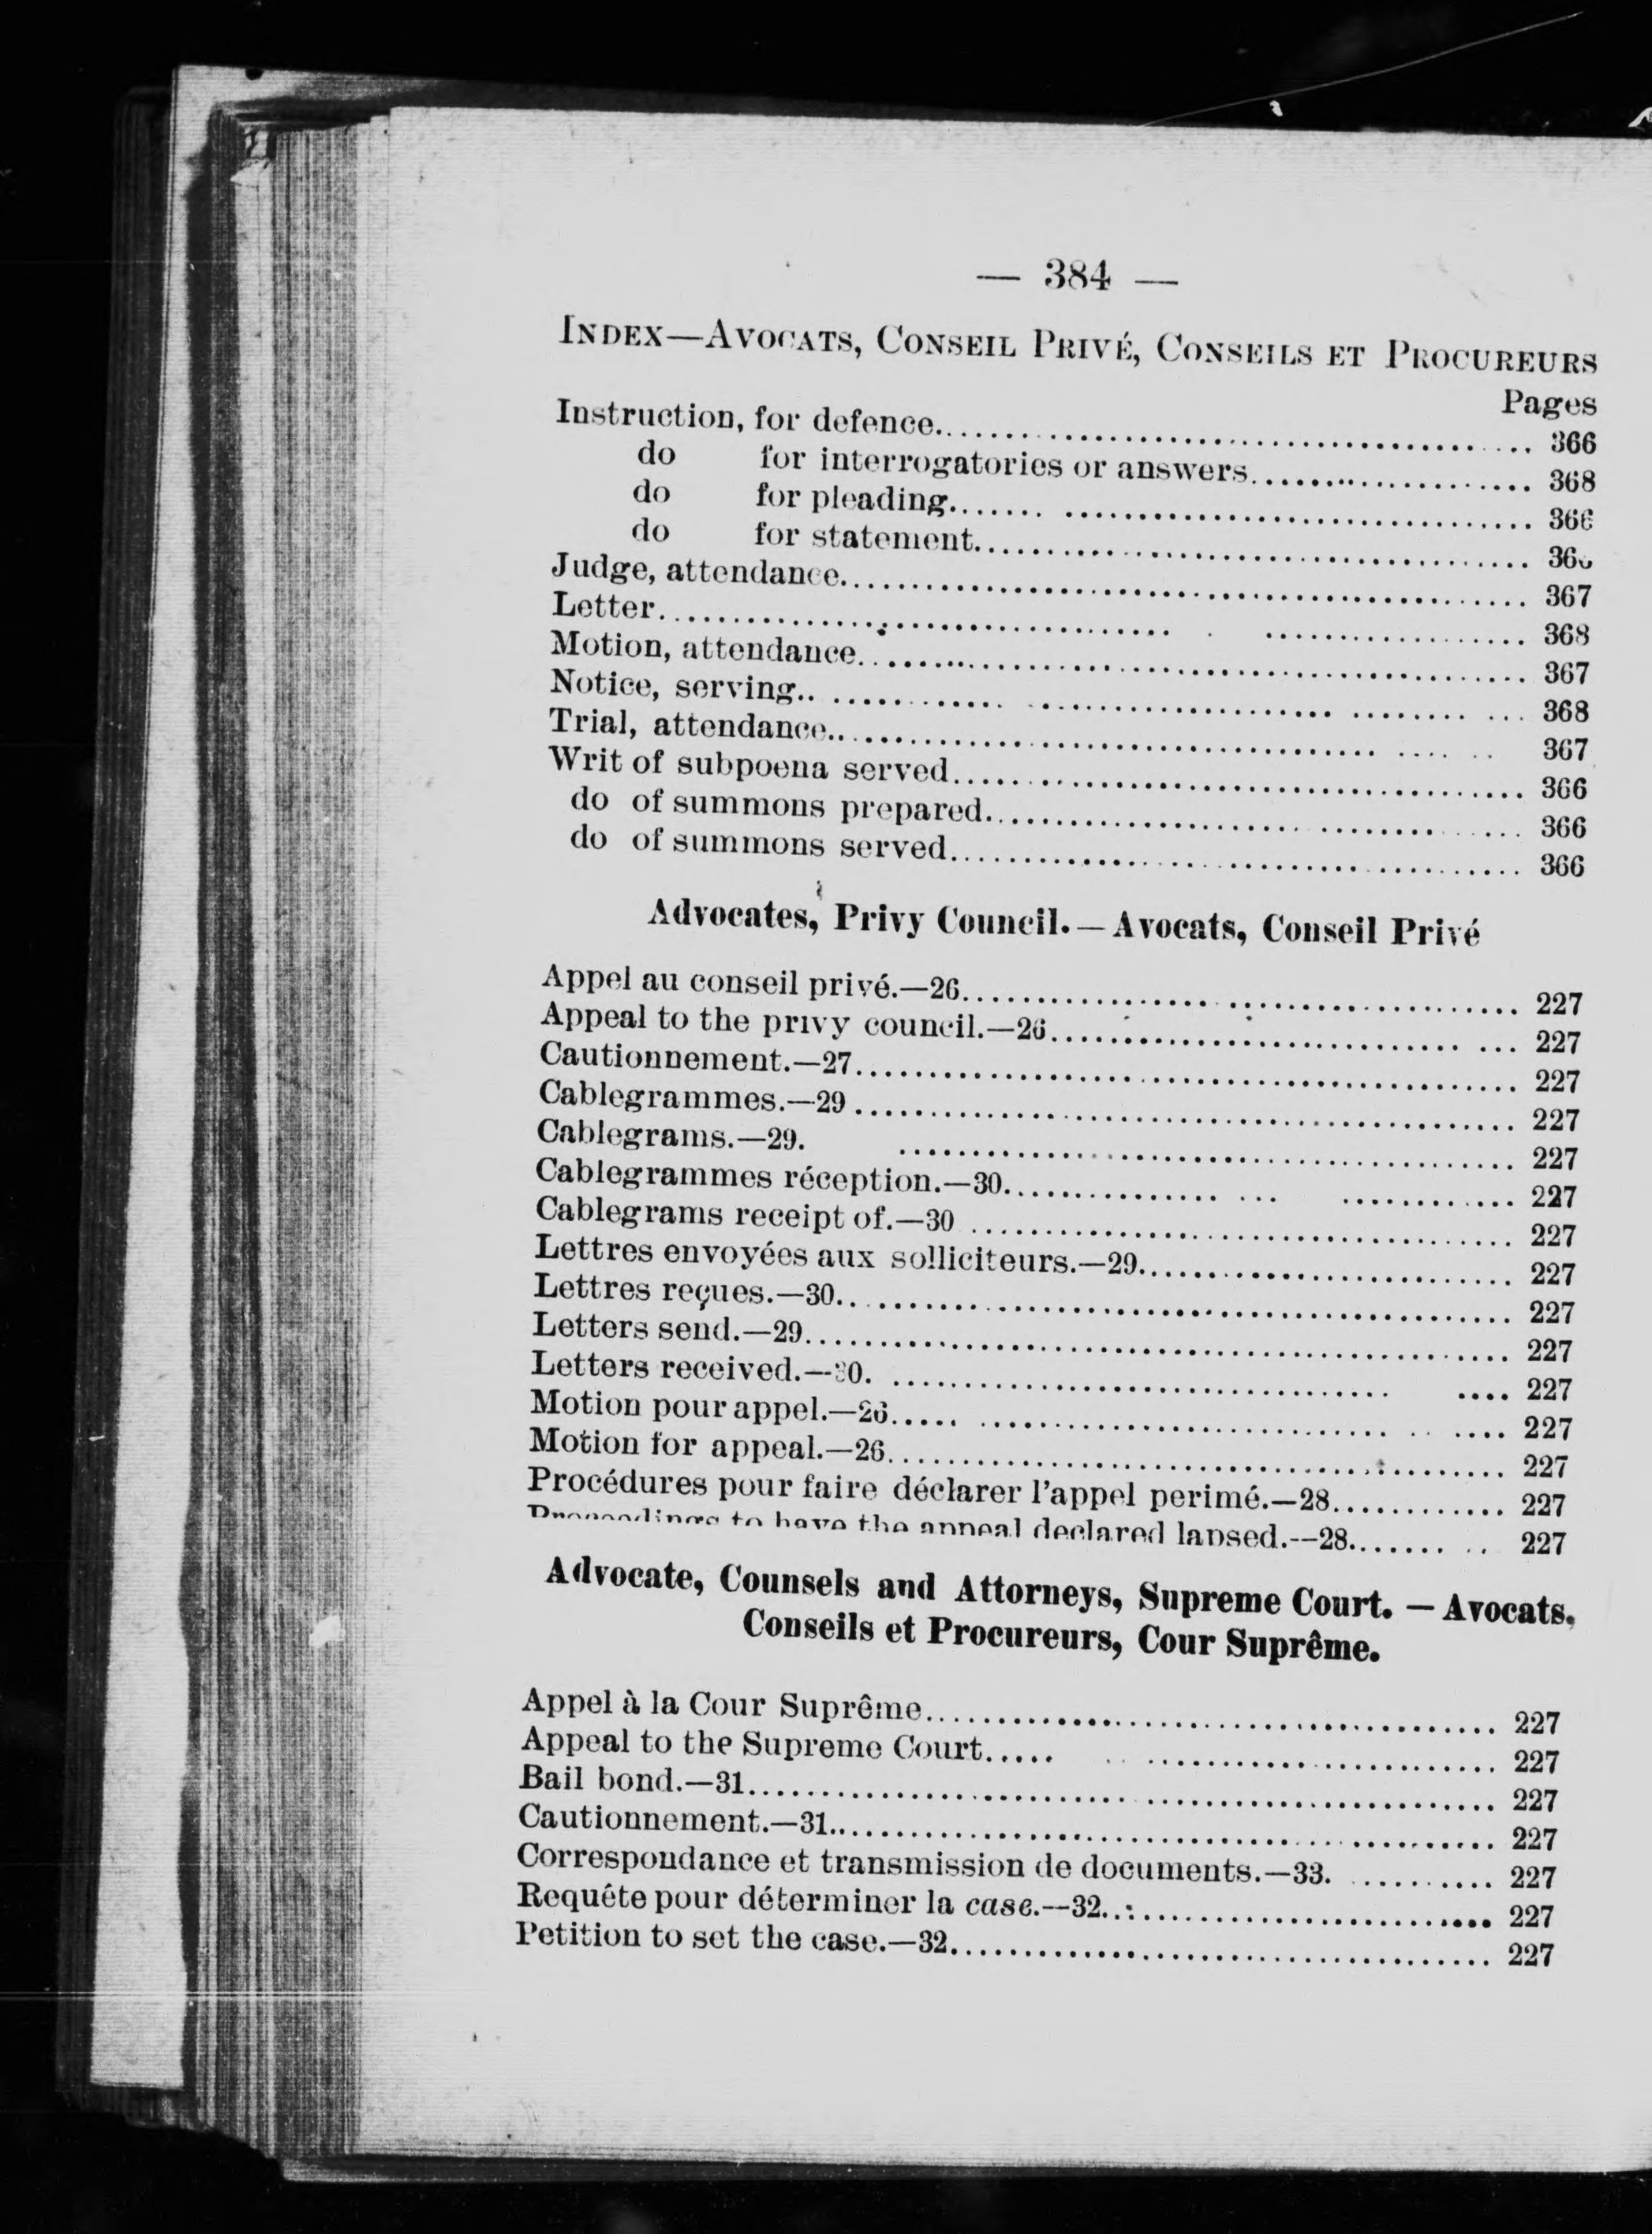 — 384 —
INDEX—AVOCATS, CONSEIL PRIVÉ, CONSEILS ET PROCUREURS
Pages
Instruction, for defence........ 366
do for interrogatories or answers........ 368
do for pleading........ 366
do for statement........
Judge, attendance........ 367
Letter........ 368
Motion, attendance........ 367
Notice, serving........ 368
Trial, attendance........ 367
Writ of subpoena served........ 366
do of summons prepared........ 366
do of summons served........ 366
Advocates, Privy Council.—Avocats, Conseil Privé
Appel au conseil privé.—26........ 227
Appeal to the privy council.—26........ 227
Cautionnement.—27........ 227
Cablegrammes.—29........ 227
Cablegrams.—29........ 227
Cablegrammes réception.—30........ 227
Cablegrams receipt of.—30........ 227
Lettres envoyées aux solliciteurs.—29........ 227
Lettres reçues.—30........ 227
Letters send.—29........ 227
Letters received.—30........ 227
Motion pour appel.—26........ 227
Motion for appeal.—26........ 227
Procédures pour faire déclarer l'appel perimé.—28........ 227
Proceedings to have the appeal declared lapsed.—28........ 227
Advocate, Counsels and Attorneys, Supreme Court.—Avocats,
Conseils et Procureurs, Cour Suprême.
Appel à la Cour Suprême........ 227
Appeal to the Supreme Court........ 227
Bail bond.—31........ 227
Cautionnement.—31........ 227
Correspondance et transmission de documents.—33........ 227
Requête pour déterminer la case.—32........ 227
Petition to set the case.—32........ 227